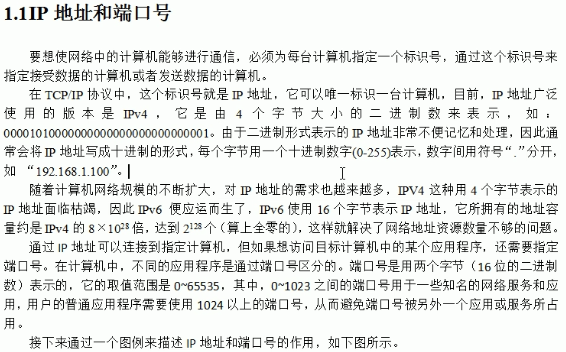 1.1IP 地址和端口号
要想使网络中的计算机能够进行通信，必须为每台计算机指定一个标识号，通过这个标识号来
指定接受数据的计算机或者发送数据的计算机。
在 TCP/IP 协议中，这个标识号就是 IP 地址，它可以唯一标识一台计算机，目前，IP 地址广泛
使用的版本是 IPv4，它是由 4 个字节大小的二进制数来表示，如：
00001010000000000000000000000001。由于二进制形式表示的 IP 地址非常不便记忆和处理，因此通
常会将 IP 地址写成十进制的形式，每个字节用一个十进制数字(0-255)表示，数字间用符号“.”分开，
如 “192.168.1.100”。
随着计算机网络规模的不断扩大，对 IP 地址的需求也越来越多，IPV4 这种用 4 个字节表示的
IP 地址面临枯竭，因此 IPv6 便应运而生了，IPv6 使用 16 个字节表示 IP 地址，它所拥有的地址容
量约是 IPv4 的 8×10²⁸ 倍，达到 2¹²⁸ 个（算上全零的），这样就解决了网络地址资源数量不够的问题。
通过 IP 地址可以连接到指定计算机，但如果想访问目标计算机中的某个应用程序，还需要指定
端口号。在计算机中，不同的应用程序是通过端口号区分的。端口号是用两个字节（16 位的二进制
数）表示的，它的取值范围是 0~65535，其中，0~1023 之间的端口号用于一些知名的网络服务和应
用，用户的普通应用程序需要使用 1024 以上的端口号，从而避免端口号被另外一个应用或服务所占
用。
接下来通过一个图例来描述 IP 地址和端口号的作用，如下图所示。